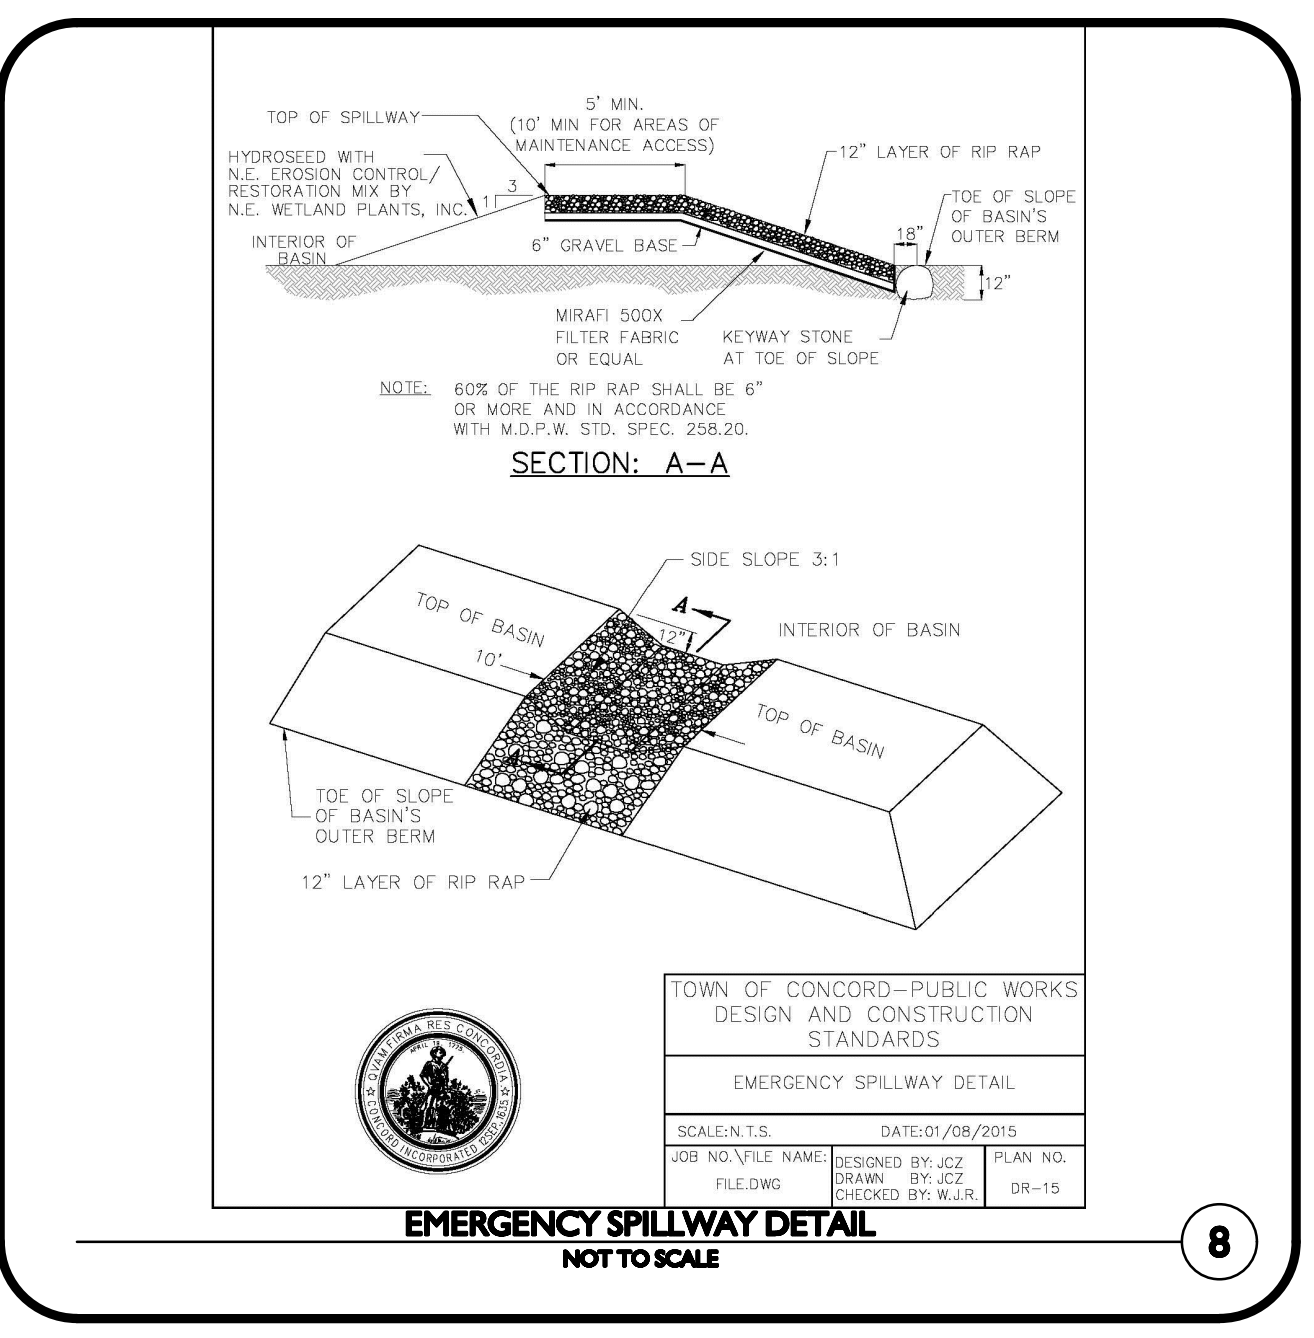 TOP OF SPILLWAY
5' MIN.
(10' MIN FOR AREAS OF
MAINTENANCE ACCESS)
HYDROSEED WITH
N.E. EROSION CONTROL/
RESTORATION MIX BY
N.E. WETLAND PLANTS, INC.
3
1
12" LAYER OF RIP RAP
TOE OF SLOPE
OF BASIN'S
OUTER BERM
18"
INTERIOR OF
BASIN
6" GRAVEL BASE
12"
MIRAFI 500X
FILTER FABRIC
OR EQUAL
KEYWAY STONE
AT TOE OF SLOPE
NOTE: 60% OF THE RIP RAP SHALL BE 6"
OR MORE AND IN ACCORDANCE
WITH M.D.P.W. STD. SPEC. 258.20.
SECTION: A-A
SIDE SLOPE 3:1
A
12"
INTERIOR OF BASIN
TOP OF BASIN
10'
TOP OF BASIN
A
TOE OF SLOPE
OF BASIN'S
OUTER BERM
12" LAYER OF RIP RAP
QVAM FIRMA RES CONCORDIA
APRIL 19, 1775.
CONCORD INCORPORATED 12SEP., 1635.
TOWN OF CONCORD-PUBLIC WORKS
DESIGN AND CONSTRUCTION
STANDARDS
EMERGENCY SPILLWAY DETAIL
SCALE:N.T.S. DATE:01/08/2015
JOB NO.\FILE NAME:
FILE.DWG
DESIGNED BY: JCZ
DRAWN BY: JCZ
CHECKED BY: W.J.R.
PLAN NO.
DR-15
EMERGENCY SPILLWAY DETAIL
NOT TO SCALE
8